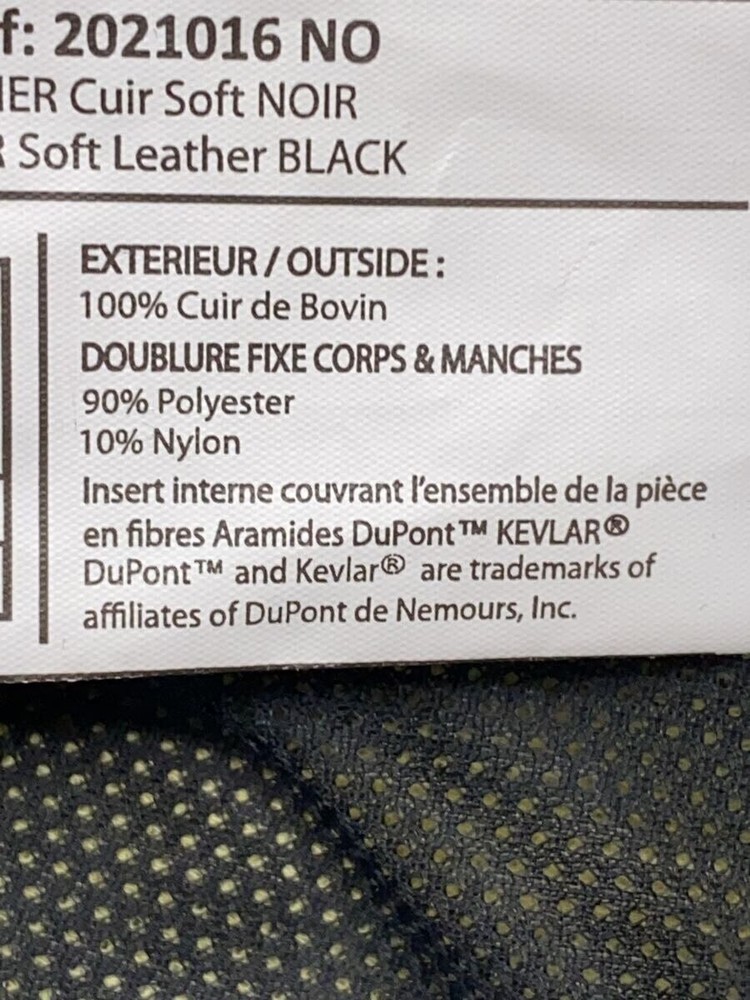 f: 2021016 NO
IER Cuir Soft NOIR
Soft Leather BLACK
EXTERIEUR / OUTSIDE :
100% Cuir de Bovin
DOUBLURE FIXE CORPS & MANCHES
90% Polyester
10% Nylon
Insert interne couvrant l'ensemble de la pièce
en fibres Aramides DuPont™ KEVLAR®
DuPont™ and Kevlar® are trademarks of
affiliates of DuPont de Nemours, Inc.